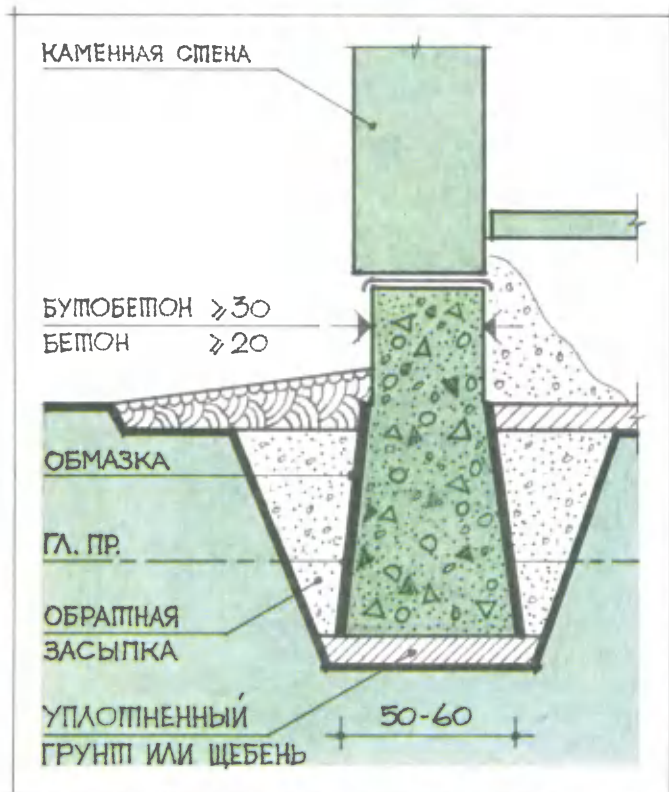 КАМЕННАЯ СТЕНА
БУТОБЕТОН ⩾30
БЕТОН ⩾20
ОБМАЗКА
ГЛ. ПР.
ОБРАТНАЯ
ЗАСЫПКА
УПЛОТНЕННЫЙ
ГРУНТ ИЛИ ЩЕБЕНЬ
50-60